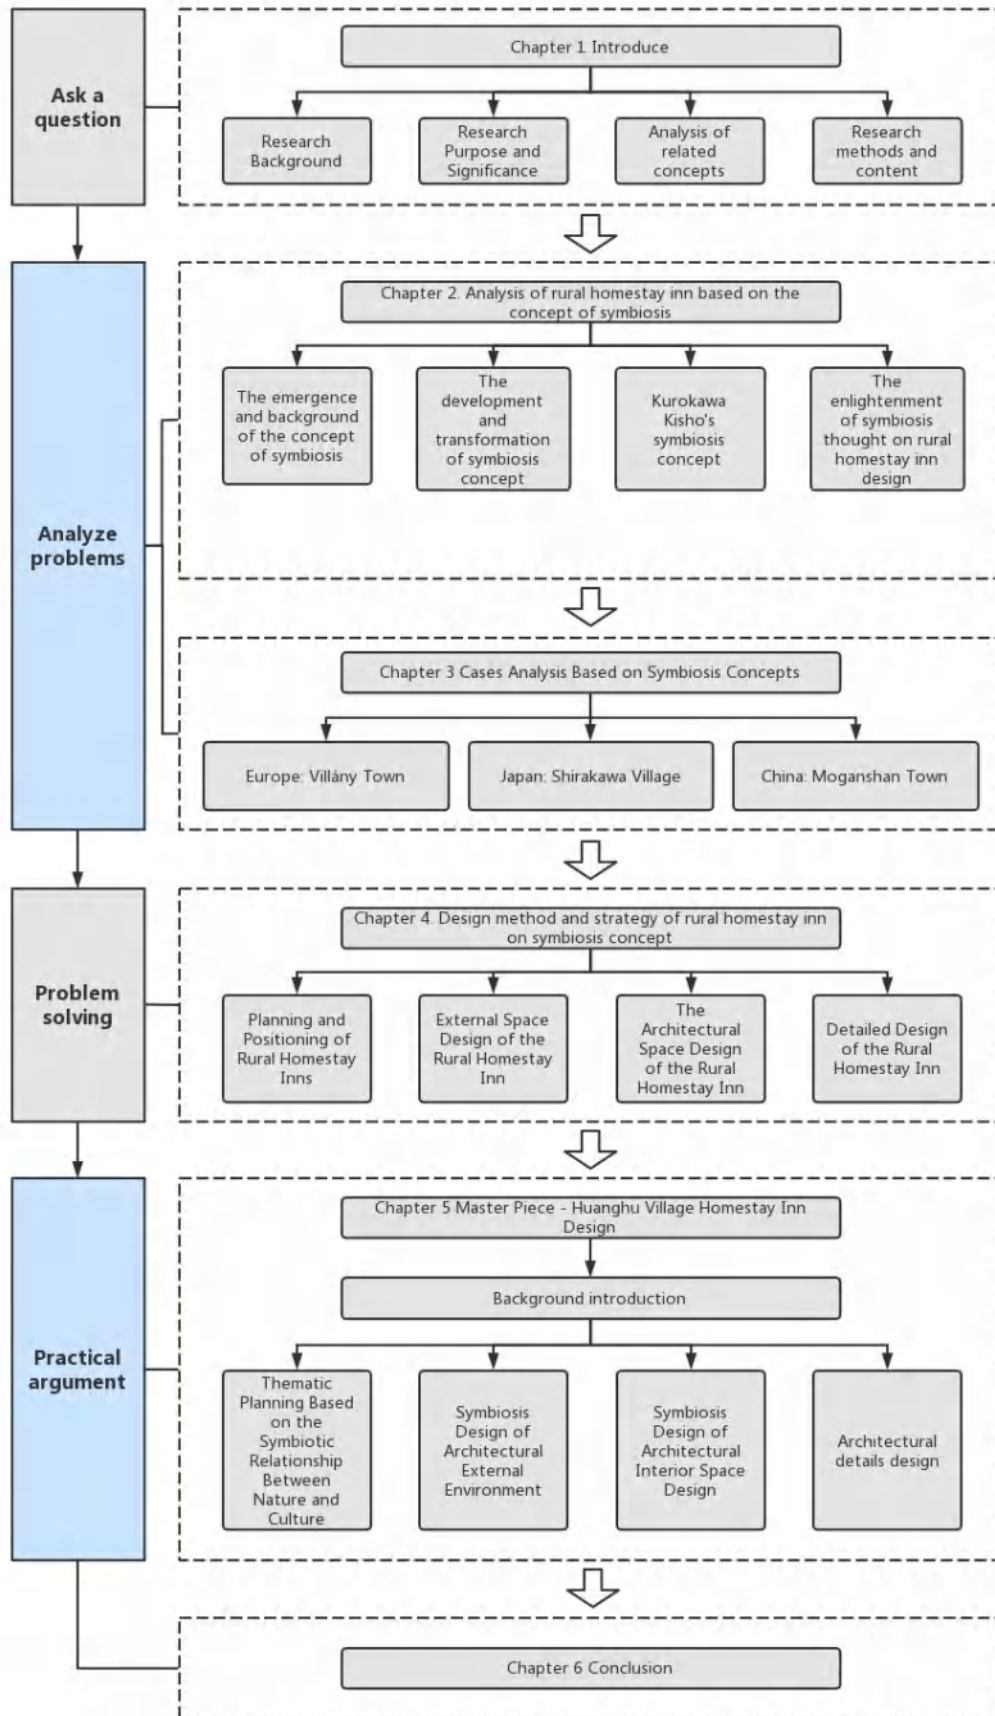 Ask a
question
Chapter 1. Introduce
Research
Background
Research
Purpose and
Significance
Analysis of
related
concepts
Research
methods and
content
Analyze
problems
Chapter 2. Analysis of rural homestay inn based on the
concept of symbiosis
The emergence
and background
of the concept
of symbiosis
The
development
and
transformation
of symbiosis
concept
Kurokawa
Kisho's
symbiosis
concept
The
enlightenment
of symbiosis
thought on rural
homestay inn
design
Chapter 3 Cases Analysis Based on Symbiosis Concepts
Europe: Villány Town
Japan: Shirakawa Village
China: Moganshan Town
Problem
solving
Chapter 4. Design method and strategy of rural homestay inn
on symbiosis concept
Planning and
Positioning of
Rural Homestay
Inns
External Space
Design of the
Rural Homestay
Inn
The
Architectural
Space Design
of the Rural
Homestay Inn
Detailed Design
of the Rural
Homestay Inn
Practical
argument
Chapter 5 Master Piece - Huanghu Village Homestay Inn
Design
Background introduction
Thematic
Planning Based
on the
Symbiotic
Relationship
Between
Nature and
Culture
Symbiosis
Design of
Architectural
External
Environment
Symbiosis
Design of
Architectural
Interior Space
Design
Architectural
details design
Chapter 6 Conclusion